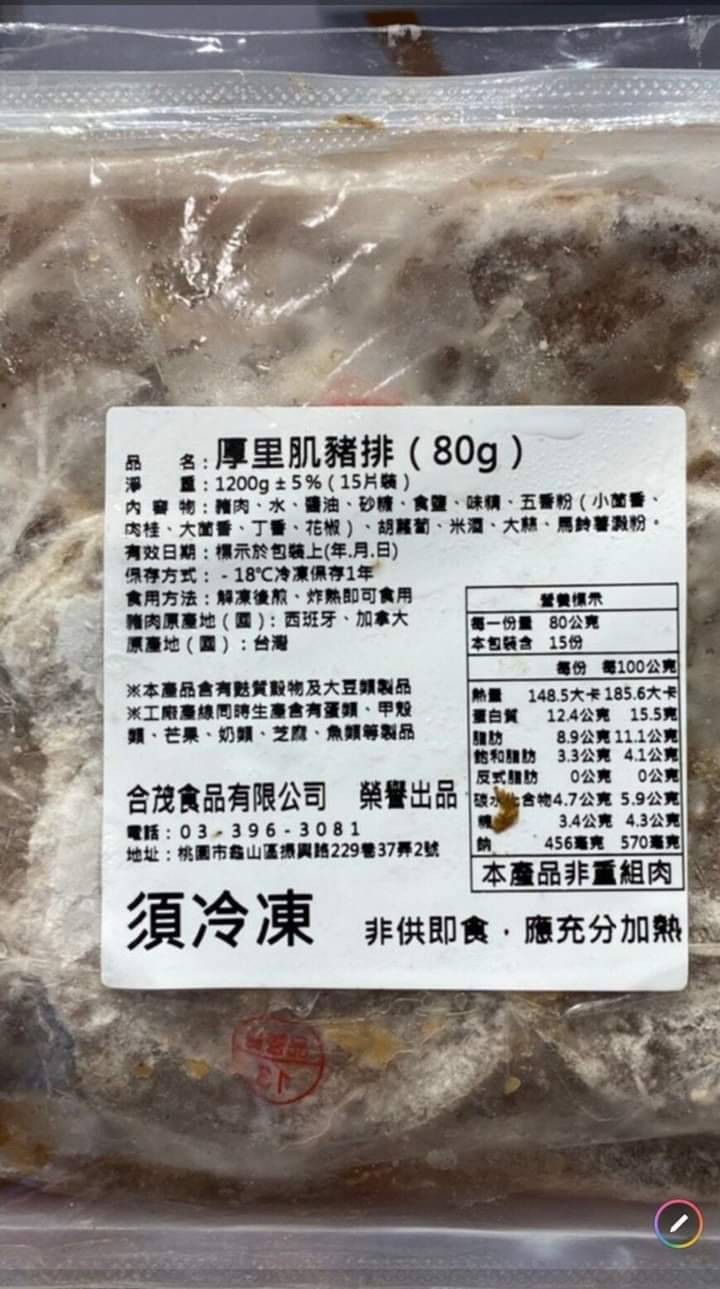 品名：厚里肌豬排（80g）
淨重：1200g±5%（15片裝）
內容物：豬肉、水、醬油、砂糖、食鹽、味精、五香粉（小茴香、
肉桂、大茴香、丁香、花椒）、胡蘿蔔、米酒、大蒜、馬鈴薯澱粉。
有效日期：標示於包裝上(年.月.日)
保存方式：-18℃冷凍保存1年
食用方法：解凍後煎、炸熟即可食用
豬肉原產地（國）：西班牙、加拿大
原產地（國）：台灣
※本產品含有麩質穀物及大豆類製品
※工廠產線同時生產含有蛋類、甲殼
類、芒果、奶類、芝麻、魚類等製品
合茂食品有限公司 榮譽出品
電話：03-396-3081
地址：桃園市龜山區振興路229巷37弄2號
須冷凍
營養標示
每一份量 80公克
本包裝含 15份
每份 每100公克
熱量 148.5大卡 185.6大卡
蛋白質 12.4公克 15.5克
脂肪 8.9公克 11.1公克
飽和脂肪 3.3公克 4.1公克
反式脂肪 0公克 0公克
碳水化合物 4.7公克 5.9公克
糖 3.4公克 4.3公克
鈉 456毫克 570毫克
本產品非重組肉
非供即食，應充分加熱